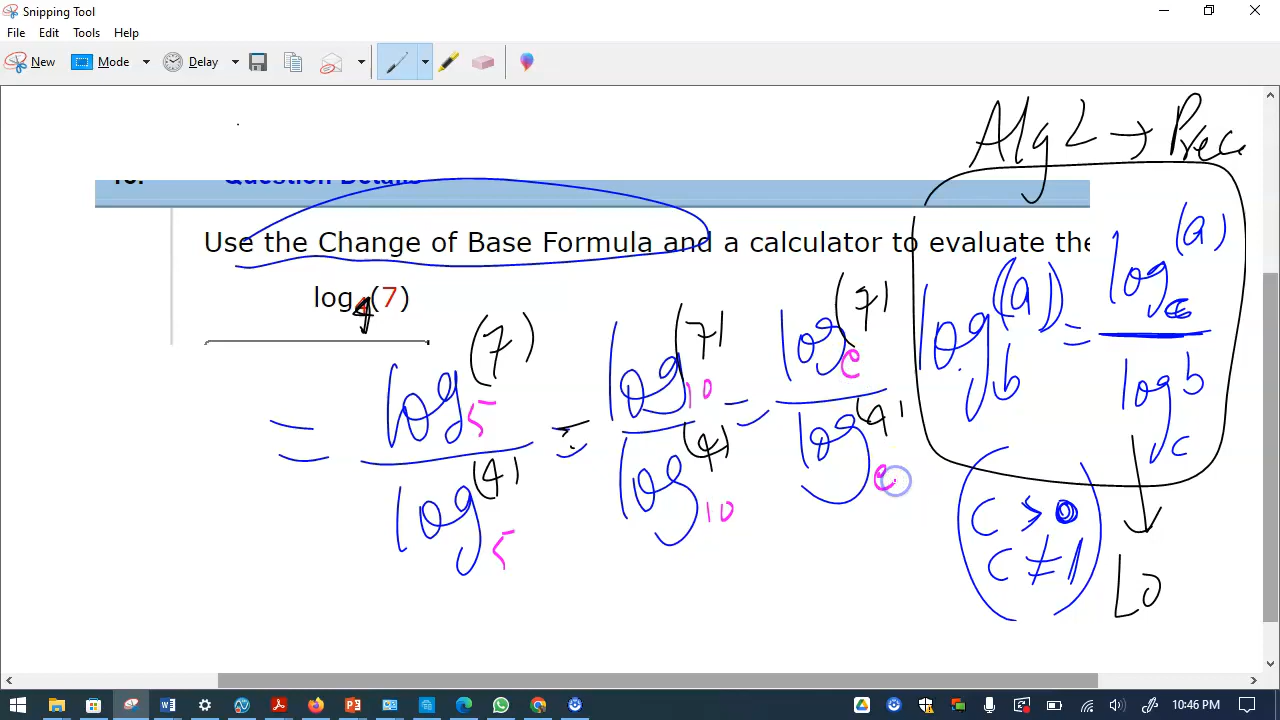 Snipping Tool
File Edit Tools Help
New Mode Delay
Alg 2 → Prec
Question Details
Use the Change of Base Formula and a calculator to evaluate the
log4(7)
= log5(7) / log5(4) = log10(7) / log10(4) = loge(7) / loge(4)
logb(a) = logc(a) / logc b
c > 0
c ≠ 1
Lo
10:46 PM